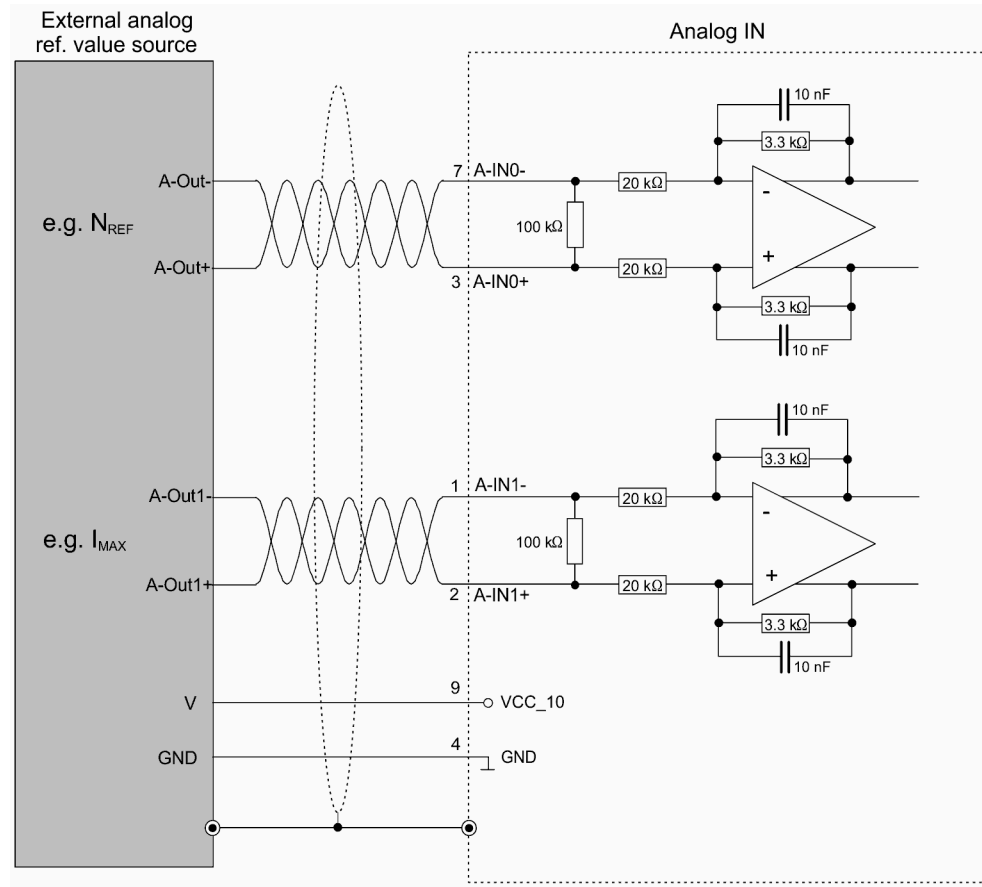 External analog
ref. value source
Analog IN
10 nF
3.3 kΩ
A-Out-
7 A-IN0-
20 kΩ
-
e.g. NREF
100 kΩ
+
A-Out+
20 kΩ
3 A-IN0+
3.3 kΩ
10 nF
10 nF
3.3 kΩ
A-Out1-
1 A-IN1-
20 kΩ
-
e.g. IMAX
100 kΩ
+
A-Out1+
20 kΩ
2 A-IN1+
3.3 kΩ
10 nF
V
9
VCC_10
GND
4
GND